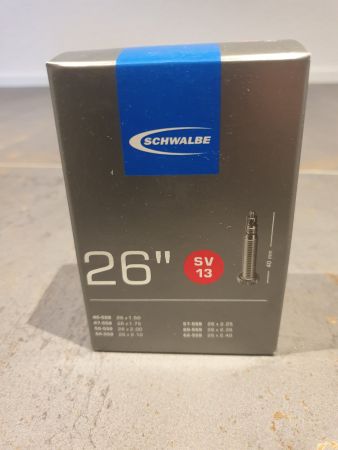 SCHWALBE
26"
SV
13
40 mm
40-559 26 x 1.50
47-559 26 x 1.75
50-559 26 x 2.00
54-559 26 x 2.10
57-559 26 x 2.25
60-559 26 x 2.35
62-559 26 x 2.40